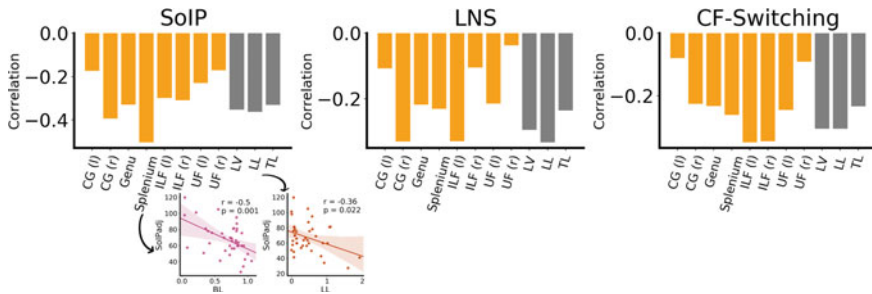 SoIP
LNS
CF-Switching
Correlation
0.0
−0.2
−0.4
CG (l)
CG (r)
Genu
Splenium
ILF (l)
ILF (r)
UF (l)
UF (r)
LV
LL
TL
Correlation
0.0
−0.2
CG (l)
CG (r)
Genu
Splenium
ILF (l)
ILF (r)
UF (l)
UF (r)
LV
LL
TL
Correlation
0.0
−0.2
CG (l)
CG (r)
Genu
Splenium
ILF (l)
ILF (r)
UF (l)
UF (r)
LV
LL
TL
SoIPadj
120
100
80
60
40
r = -0.5
p = 0.001
0.0 0.5 1.0
BL
SoIPadj
120
100
80
60
40
20
r = -0.36
p = 0.022
0 1 2
LL